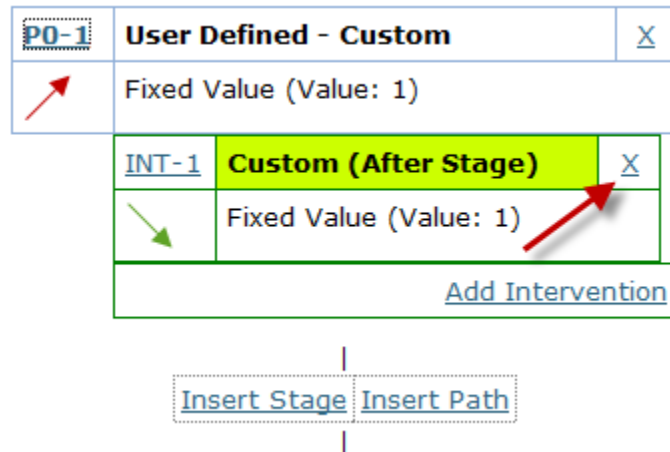 P0-1 User Defined - Custom X
Fixed Value (Value: 1)
INT-1 Custom (After Stage) X
Fixed Value (Value: 1)
Add Intervention
Insert Stage Insert Path